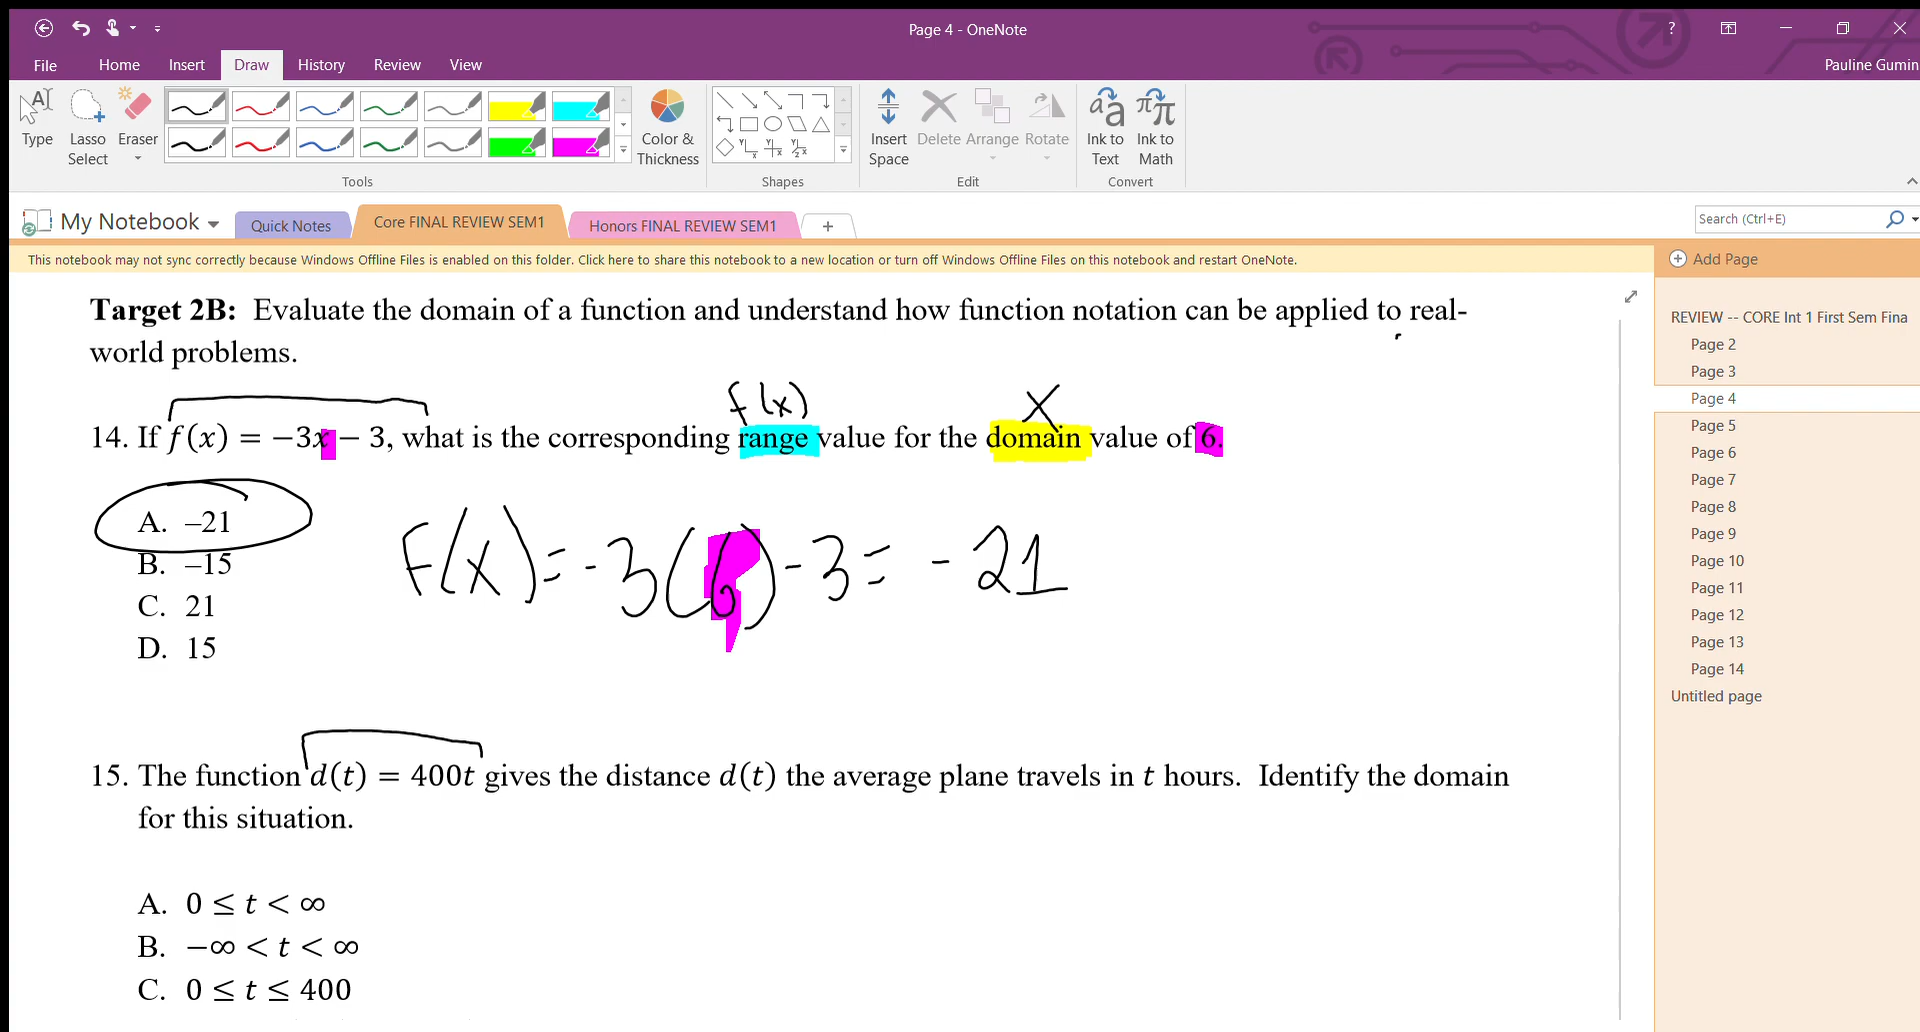 Page 4 - OneNote
?
Pauline Gumin
File Home Insert Draw History Review View
Type Lasso Select Eraser Color & Thickness Insert Space Delete Arrange Rotate Ink to Text Ink to Math
Tools Shapes Edit Convert
My Notebook Quick Notes Core FINAL REVIEW SEM1 Honors FINAL REVIEW SEM1 + Search (Ctrl+E)
This notebook may not sync correctly because Windows Offline Files is enabled on this folder. Click here to share this notebook to a new location or turn off Windows Offline Files on this notebook and restart OneNote.
Target 2B: Evaluate the domain of a function and understand how function notation can be applied to real-
world problems.
f(x) x
14. If f(x) = −3x − 3, what is the corresponding range value for the domain value of 6.
A. –21
B. –15
C. 21
D. 15
f(x) = -3(6) -3 = -21
15. The function d(t) = 400t gives the distance d(t) the average plane travels in t hours. Identify the domain
for this situation.
A. 0 ≤ t < ∞
B. −∞ < t < ∞
C. 0 ≤ t ≤ 400
Add Page
REVIEW -- CORE Int 1 First Sem Fina
Page 2
Page 3
Page 4
Page 5
Page 6
Page 7
Page 8
Page 9
Page 10
Page 11
Page 12
Page 13
Page 14
Untitled page